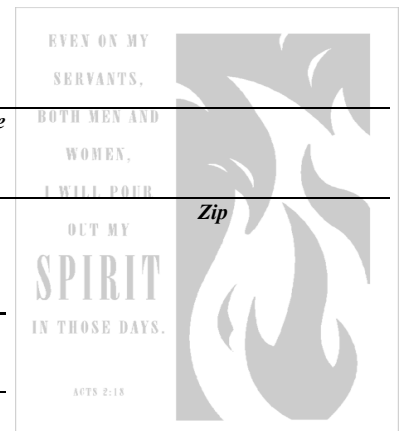 EVEN ON MY
SERVANTS,
e
BOTH MEN AND
WOMEN,
I WILL POUR
Zip
OUT MY
SPIRIT
IN THOSE DAYS.
ACTS 2:18